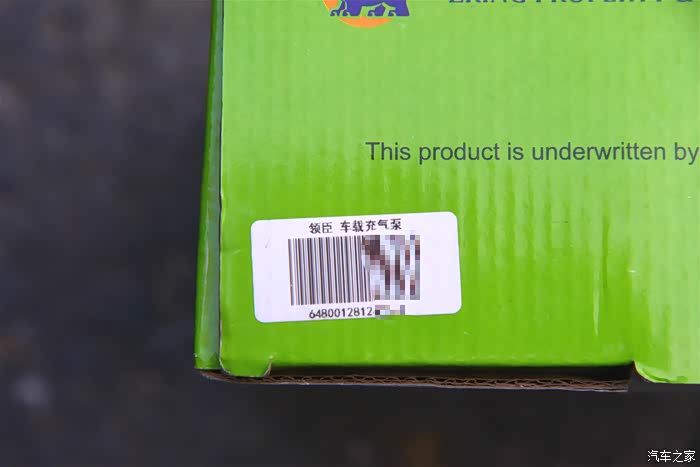 This product is underwritten by
领臣 车载充气泵
6480012812
汽车之家